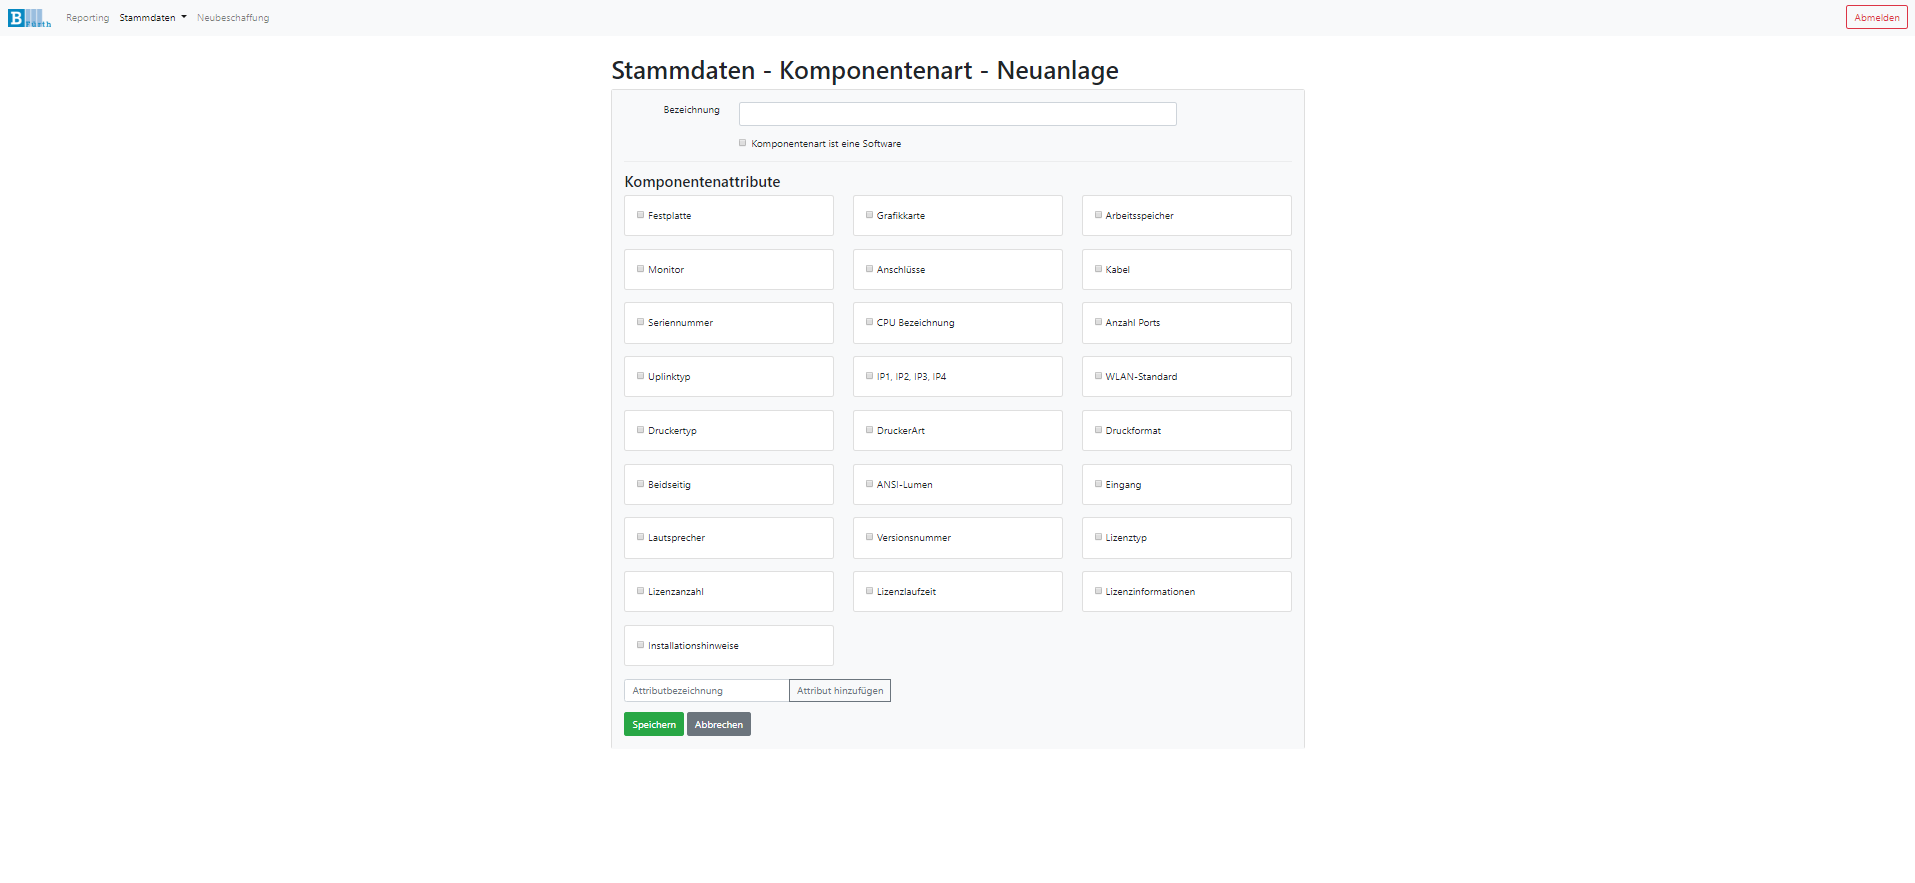 B Fürth Reporting Stammdaten Neubeschaffung Abmelden
Stammdaten - Komponentenart - Neuanlage
Bezeichnung
Komponentenart ist eine Software
Komponentenattribute
Festplatte Grafikkarte Arbeitsspeicher
Monitor Anschlüsse Kabel
Seriennummer CPU Bezeichnung Anzahl Ports
Uplinktyp IP1, IP2, IP3, IP4 WLAN-Standard
Druckertyp DruckerArt Druckformat
Beidseitig ANSI-Lumen Eingang
Lautsprecher Versionsnummer Lizenztyp
Lizenzanzahl Lizenzlaufzeit Lizenzinformationen
Installationshinweise
Attributbezeichnung Attribut hinzufügen
Speichern Abbrechen